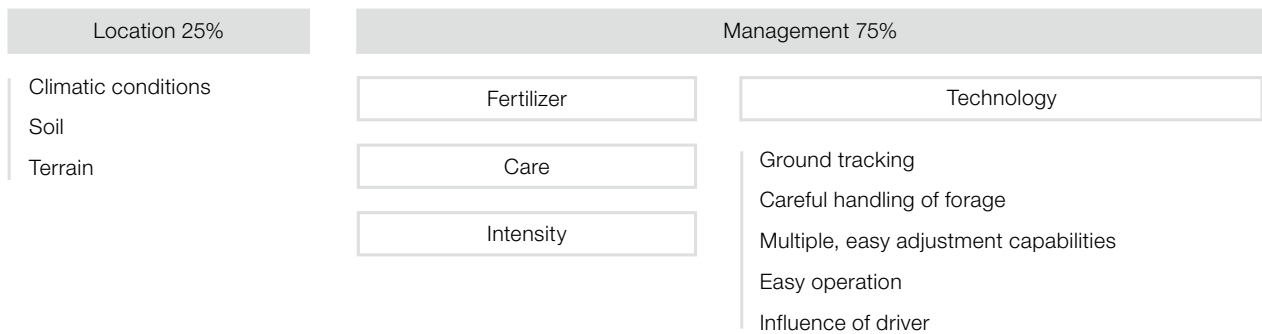 Location 25%
Climatic conditions
Soil
Terrain
Management 75%
Fertilizer
Care
Intensity
Technology
Ground tracking
Careful handling of forage
Multiple, easy adjustment capabilities
Easy operation
Influence of driver